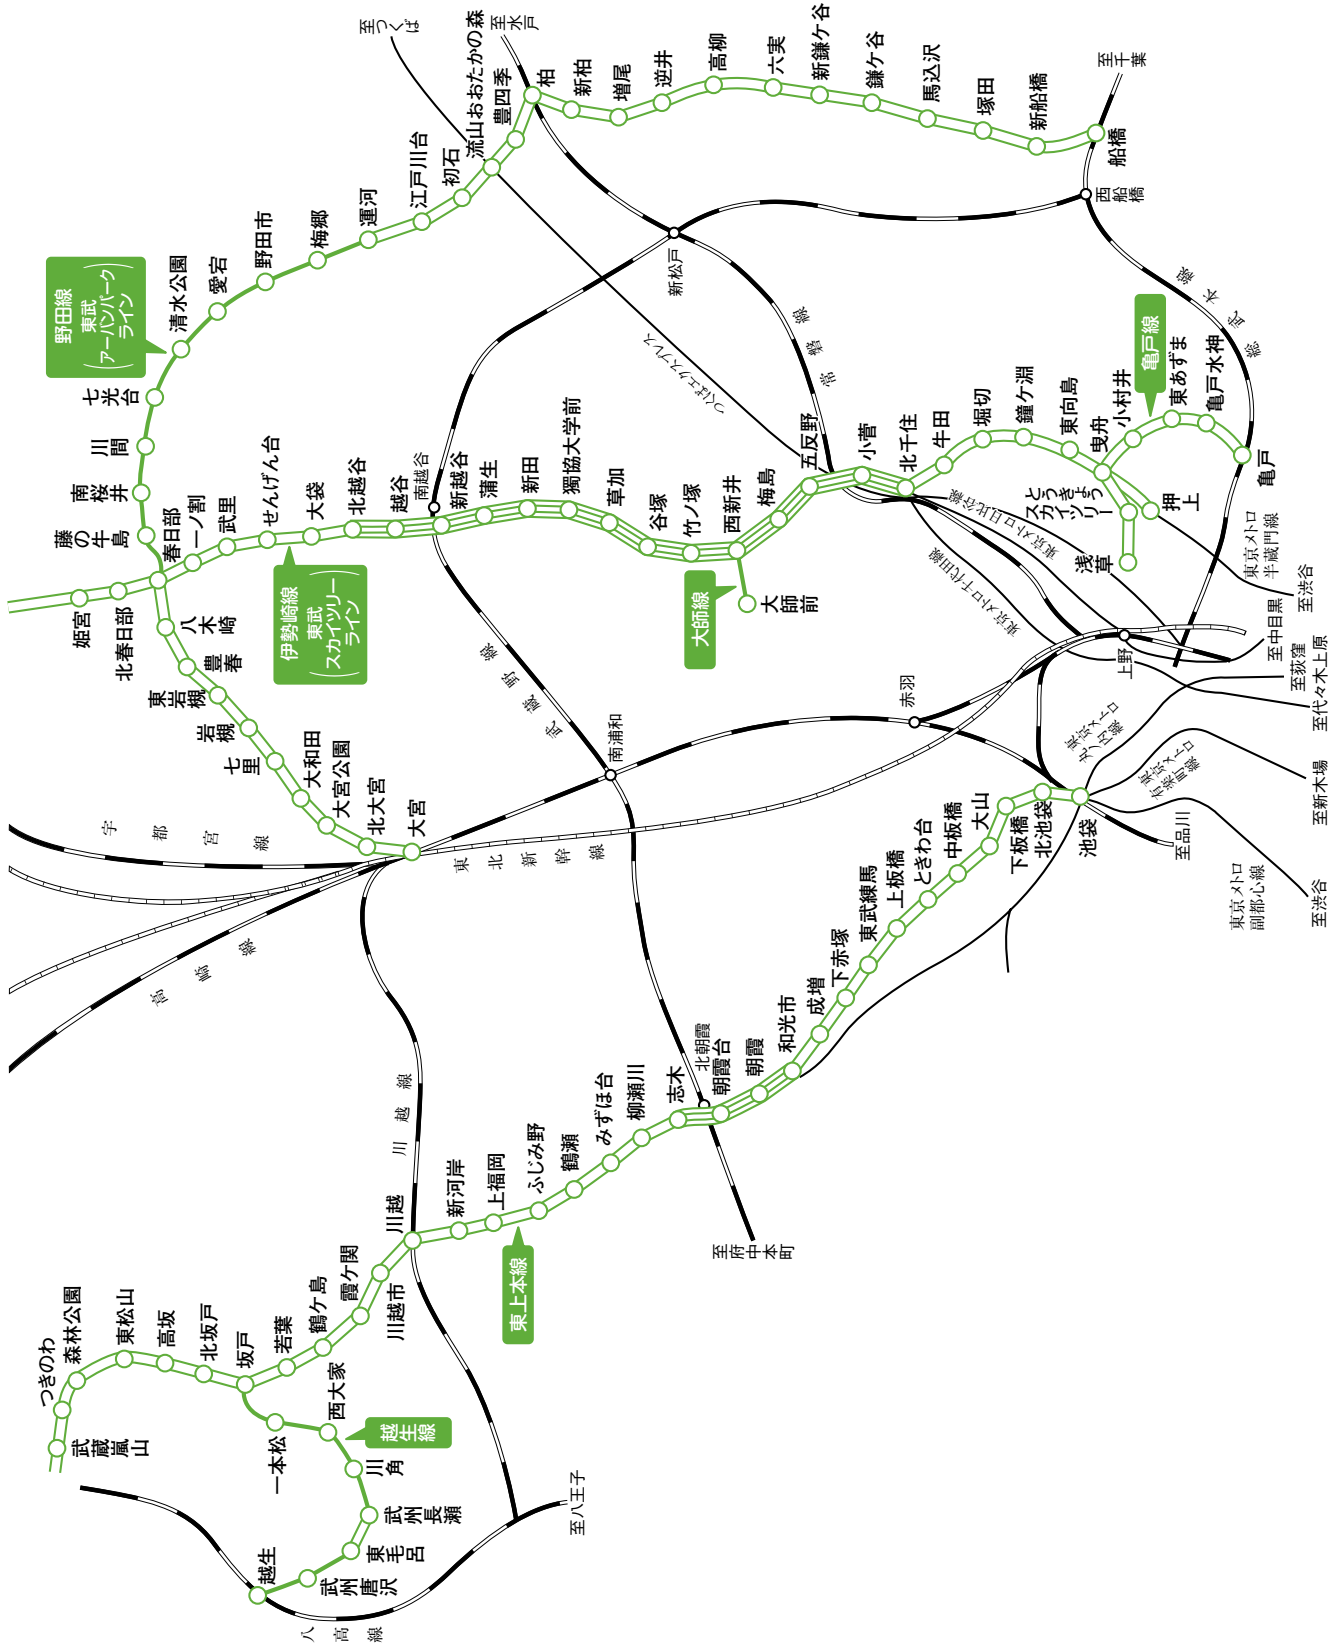 至つくば
至水戸
流山おおたかの森
豊四季
柏
新柏
増尾
逆井
高柳
六実
新鎌ケ谷
鎌ケ谷
馬込沢
塚田
新船橋
船橋
至千葉
西船橋
初石
江戸川台
運河
梅郷
野田市
愛宕
清水公園
野田線
(東武
アーバンパーク
ライン)
七光台
川間
南桜井
藤の牛島
春日部
一ノ割
武里
せんげん台
大袋
北越谷
越谷
南越谷
新越谷
蒲生
新田
獨協大学前
草加
谷塚
竹ノ塚
西新井
梅島
五反野
小菅
北千住
牛田
堀切
鐘ケ淵
東向島
曳舟
小村井
東あずま
亀戸水神
亀戸
亀戸線
とうきょう
スカイツリー
押上
浅草
新松戸
つくばエクスプレス
常磐線
総武本線
東京メトロ日比谷線
東京メトロ千代田線
東京メトロ
半蔵門線
至渋谷
至中目黒
至荻窪
至代々木上原
大師線
大師前
伊勢崎線
(東武
スカイツリー
ライン)
姫宮
北春日部
八木崎
豊春
東岩槻
岩槻
七里
大和田
大宮公園
北大宮
大宮
宇都宮線
東北新幹線
高崎線
武蔵野線
南浦和
赤羽
上野
東京メトロ
丸ノ内線
東京メトロ
有楽町線
至新木場
至品川
東京メトロ
副都心線
至渋谷
池袋
北池袋
下板橋
大山
中板橋
ときわ台
上板橋
東武練馬
下赤塚
成増
和光市
朝霞
北朝霞
朝霞台
志木
柳瀬川
みずほ台
鶴瀬
ふじみ野
上福岡
新河岸
川越
川越線
東上本線
至府中本町
川越市
霞ケ関
鶴ケ島
若葉
坂戸
北坂戸
高坂
東松山
森林公園
つきのわ
武蔵嵐山
一本松
西大家
越生線
川角
武州長瀬
東毛呂
武州唐沢
越生
八高線
至八王子